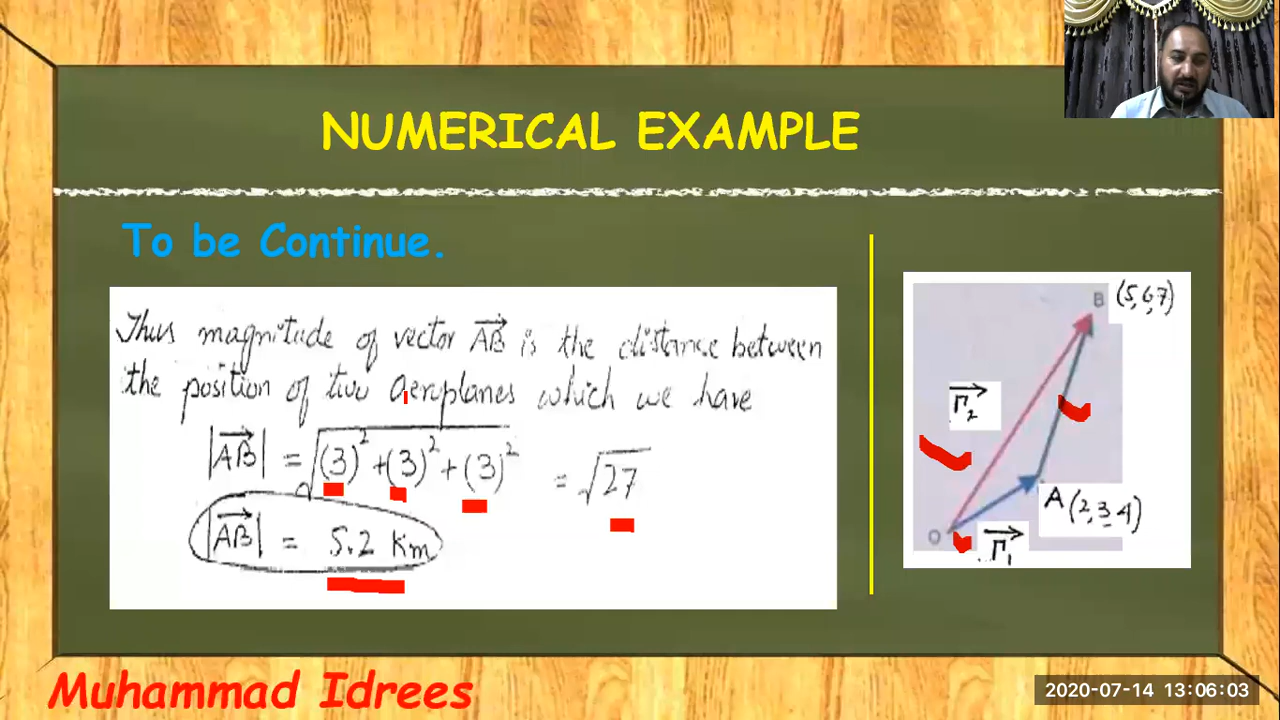 NUMERICAL EXAMPLE
To be Continue.
Thus magnitude of vector AB is the distance between
the position of two aeroplanes which we have
|AB| = √(3)² + (3)² + (3)² = √27
|AB| = 5.2 Km
B (5,6,7)
r₂
A (2,3,4)
O
r₁
Muhammad Idrees
2020-07-14 13:06:03